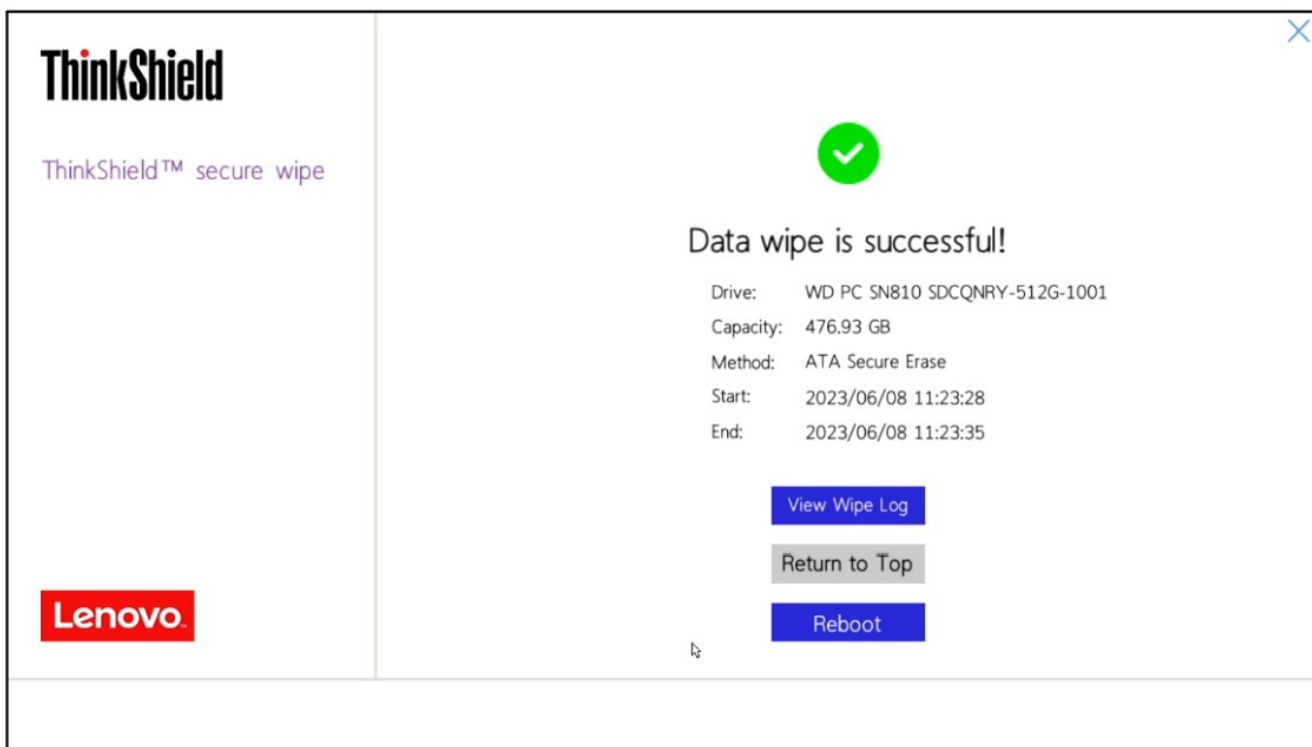 ThinkShield
ThinkShield™ secure wipe
Data wipe is successful!
Drive: WD PC SN810 SDCQNRY-512G-1001
Capacity: 476.93 GB
Method: ATA Secure Erase
Start: 2023/06/08 11:23:28
End: 2023/06/08 11:23:35
View Wipe Log
Return to Top
Reboot
Lenovo